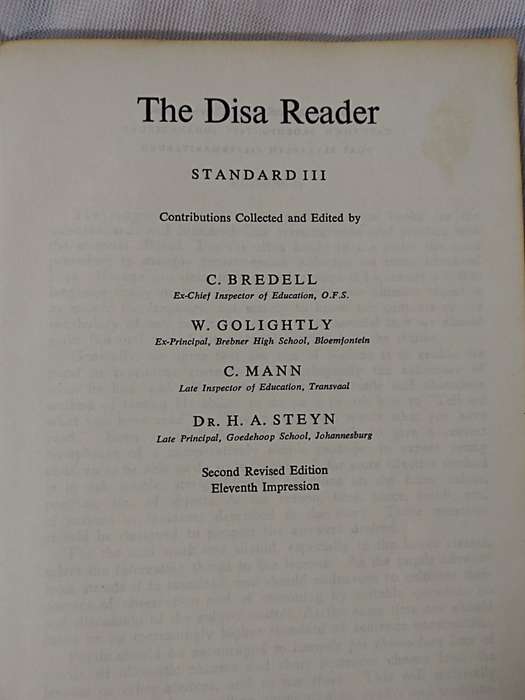 The Disa Reader
STANDARD III
Contributions Collected and Edited by
C. BREDELL
Ex-Chief Inspector of Education, O.F.S.
W. GOLIGHTLY
Ex-Principal, Brebner High School, Bloemfontein
C. MANN
Late Inspector of Education, Transvaal
DR. H. A. STEYN
Late Principal, Goedehoop School, Johannesburg
Second Revised Edition
Eleventh Impression